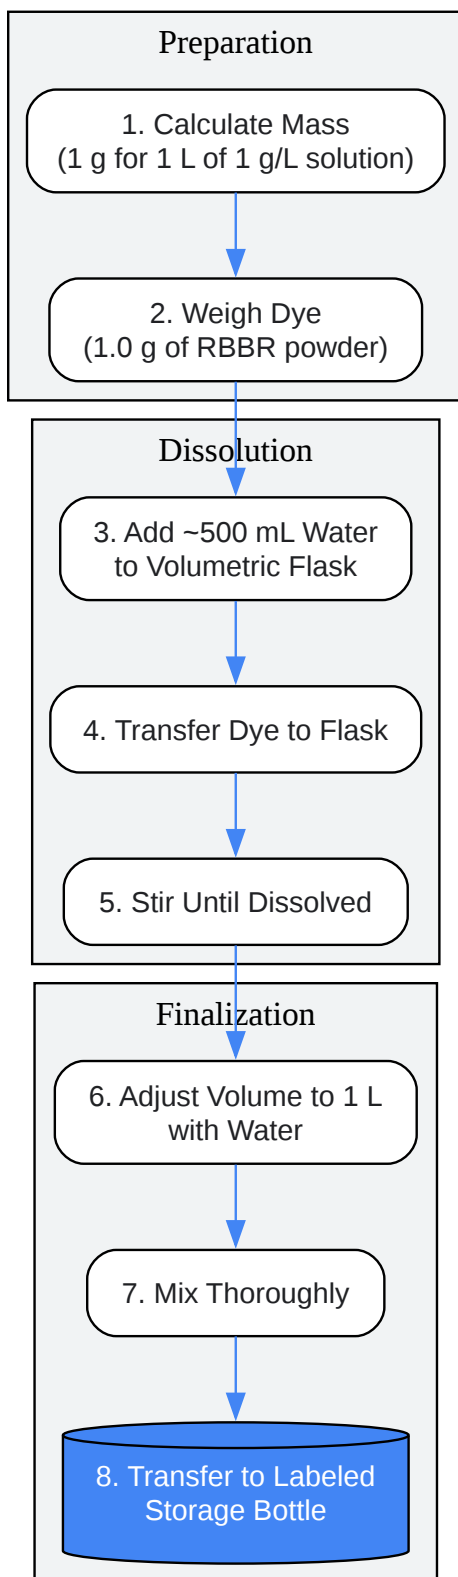 Preparation
1. Calculate Mass
(1 g for 1 L of 1 g/L solution)
2. Weigh Dye
(1.0 g of RBBR powder)
Dissolution
3. Add ~500 mL Water
to Volumetric Flask
4. Transfer Dye to Flask
5. Stir Until Dissolved
Finalization
6. Adjust Volume to 1 L
with Water
7. Mix Thoroughly
8. Transfer to Labeled
Storage Bottle